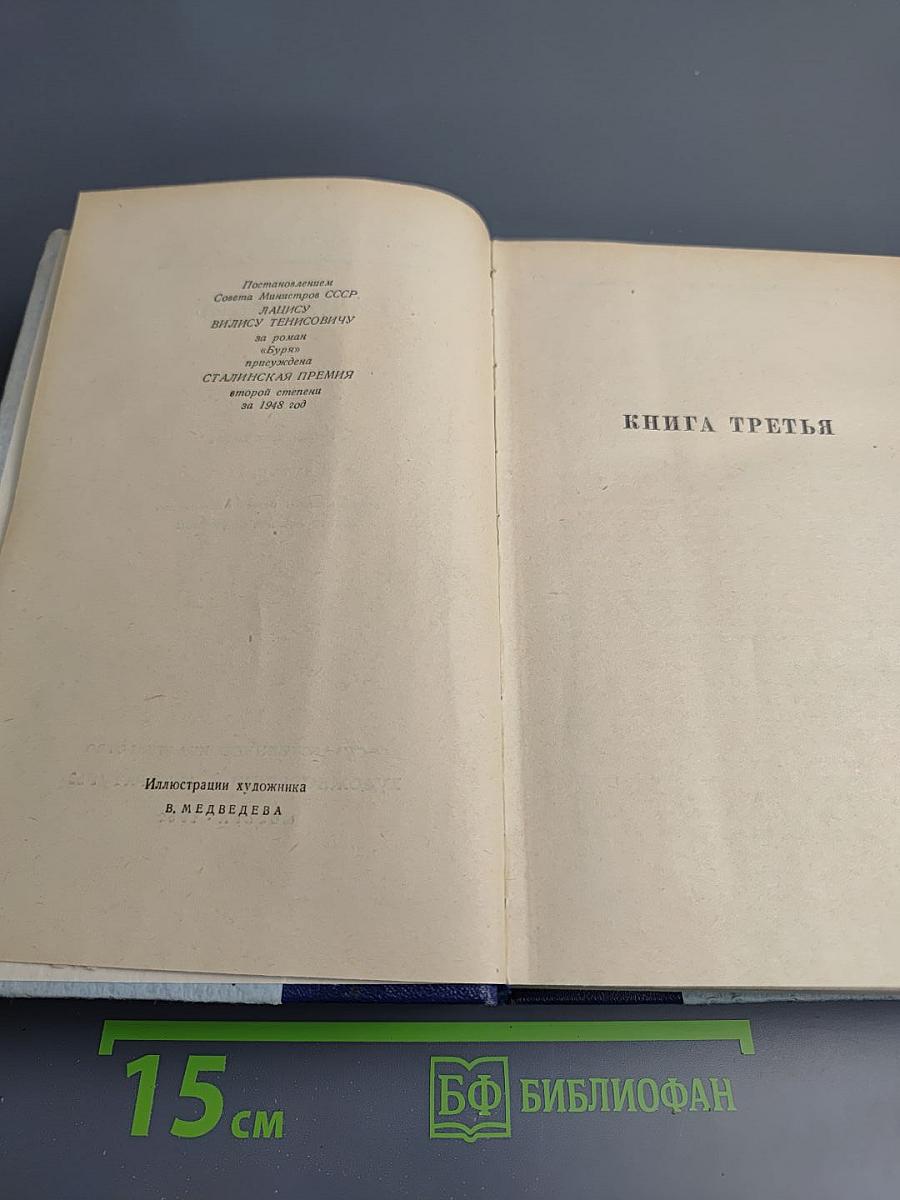 Постановлением
Совета Министров СССР
ЛАЦИСУ
ВИЛИСУ ТЕНИСОВИЧУ
за роман
«Буря»
присуждена
СТАЛИНСКАЯ ПРЕМИЯ
второй степени
за 1948 год
Иллюстрации художника
В. МЕДВЕДЕВА
КНИГА ТРЕТЬЯ
15 см
БФ БИБЛИОФАН